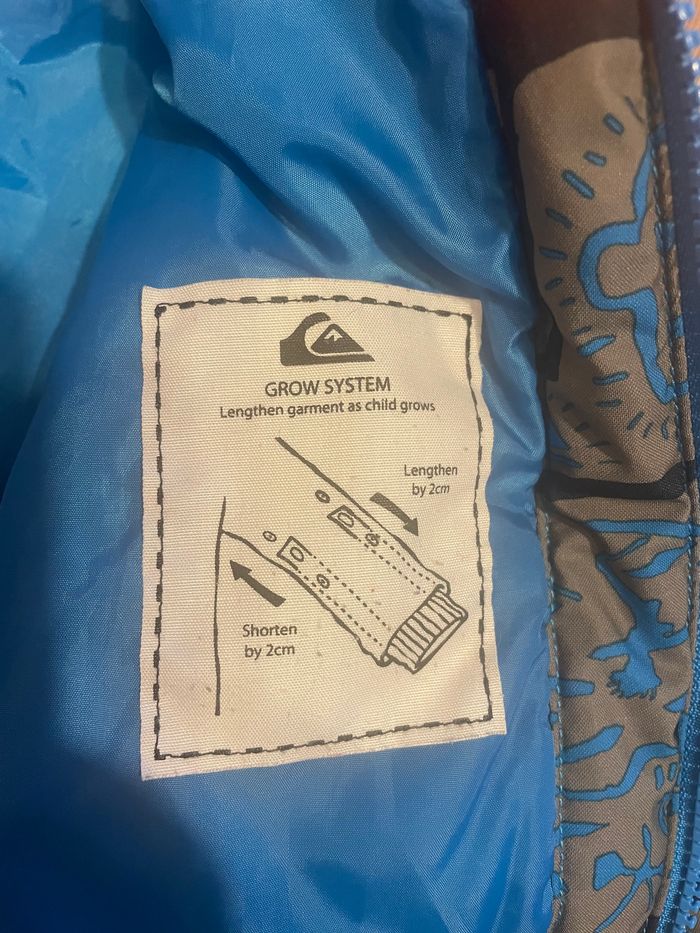 GROW SYSTEM
Lengthen garment as child grows
Lengthen
by 2cm
Shorten
by 2cm